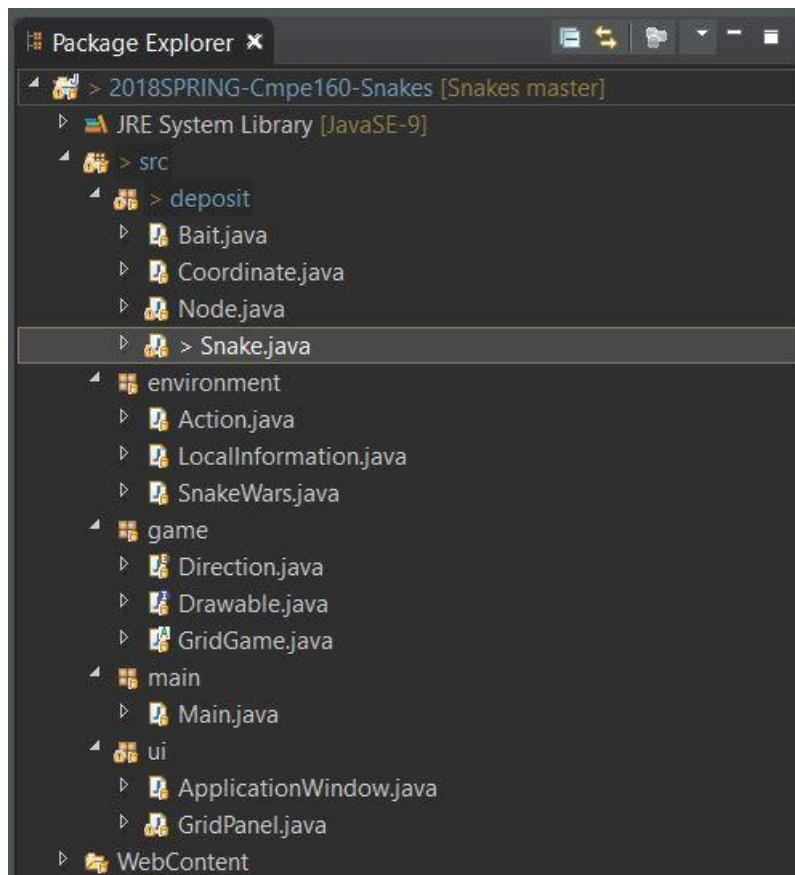 Package Explorer
> 2018SPRING-Cmpe160-Snakes [Snakes master]
JRE System Library [JavaSE-9]
> src
> deposit
Bait.java
Coordinate.java
Node.java
> Snake.java
environment
Action.java
LocalInformation.java
SnakeWars.java
game
Direction.java
Drawable.java
GridGame.java
main
Main.java
ui
ApplicationWindow.java
GridPanel.java
WebContent